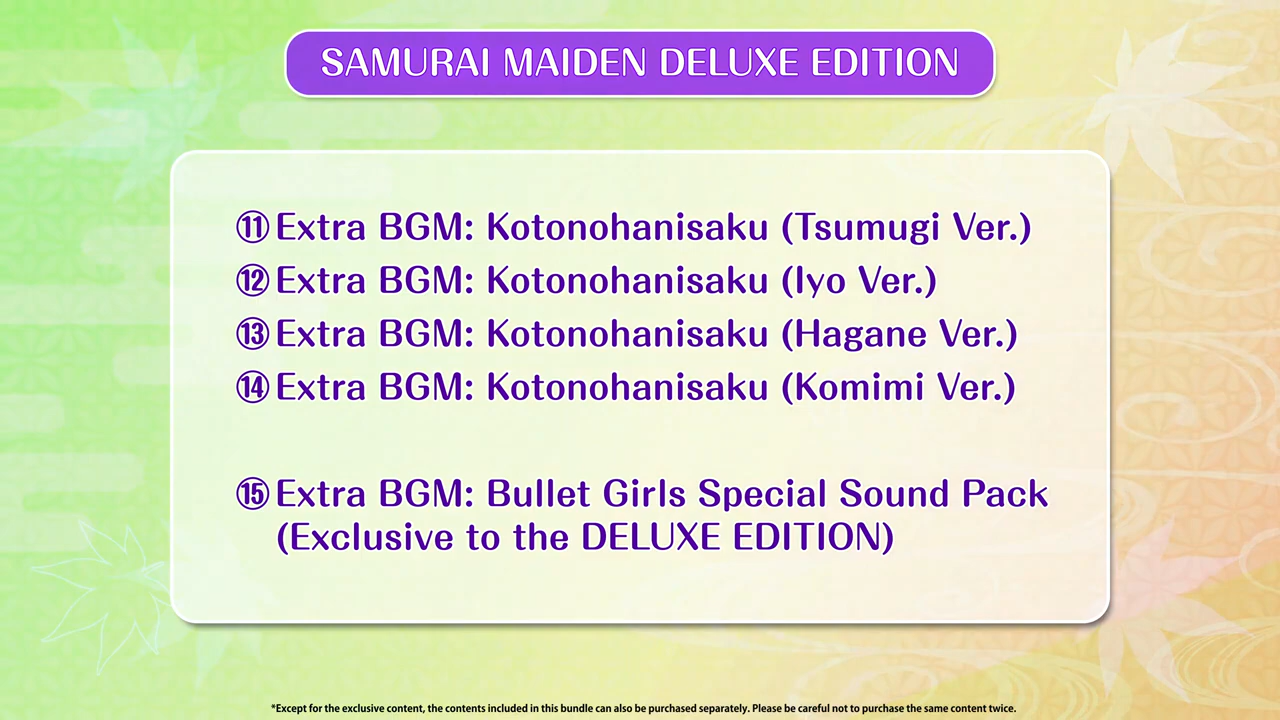 SAMURAI MAIDEN DELUXE EDITION
⑪Extra BGM: Kotonohanisaku (Tsumugi Ver.)
⑫Extra BGM: Kotonohanisaku (Iyo Ver.)
⑬Extra BGM: Kotonohanisaku (Hagane Ver.)
⑭Extra BGM: Kotonohanisaku (Komimi Ver.)
⑮Extra BGM: Bullet Girls Special Sound Pack
(Exclusive to the DELUXE EDITION)
*Except for the exclusive content, the contents included in this bundle can also be purchased separately. Please be careful not to purchase the same content twice.